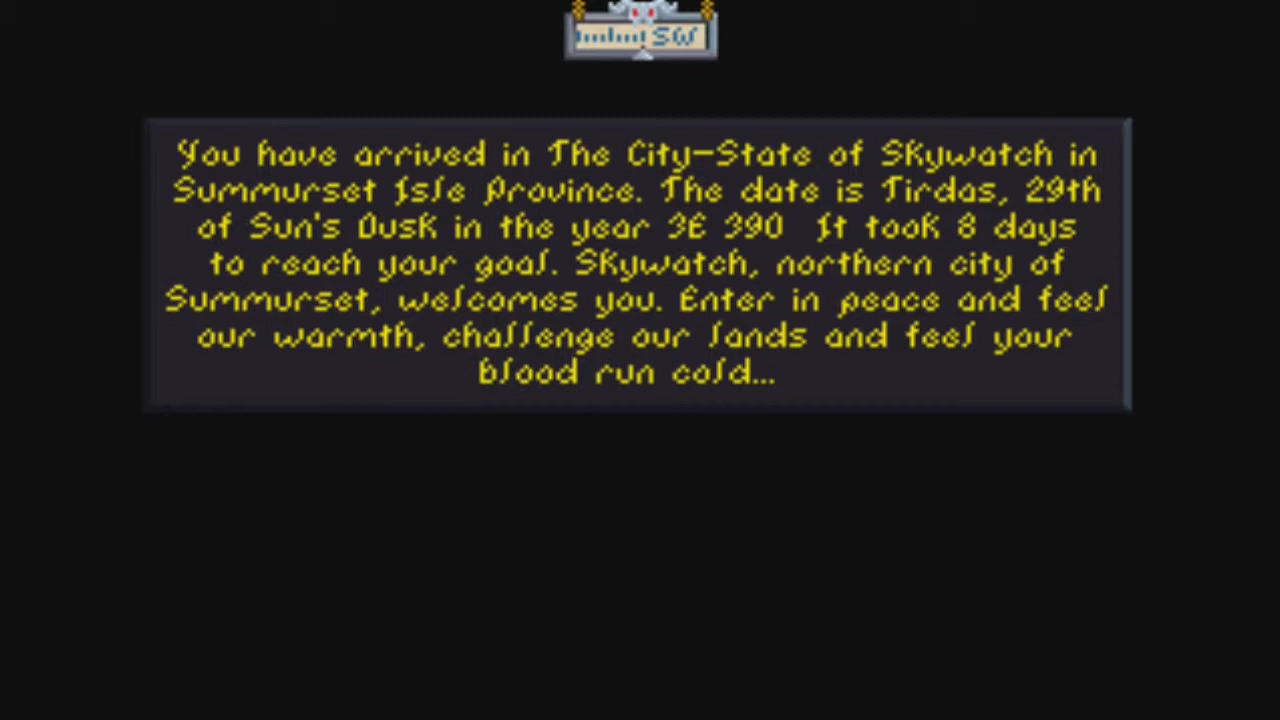 SW
You have arrived in The City-State of Skywatch in
Summurset Isle Province. The date is Tirdas, 29th
of Sun's Dusk in the year 3E 390 It took 8 days
to reach your goal. Skywatch, northern city of
Summurset, welcomes you. Enter in peace and feel
our warmth, challenge our lands and feel your
blood run cold...